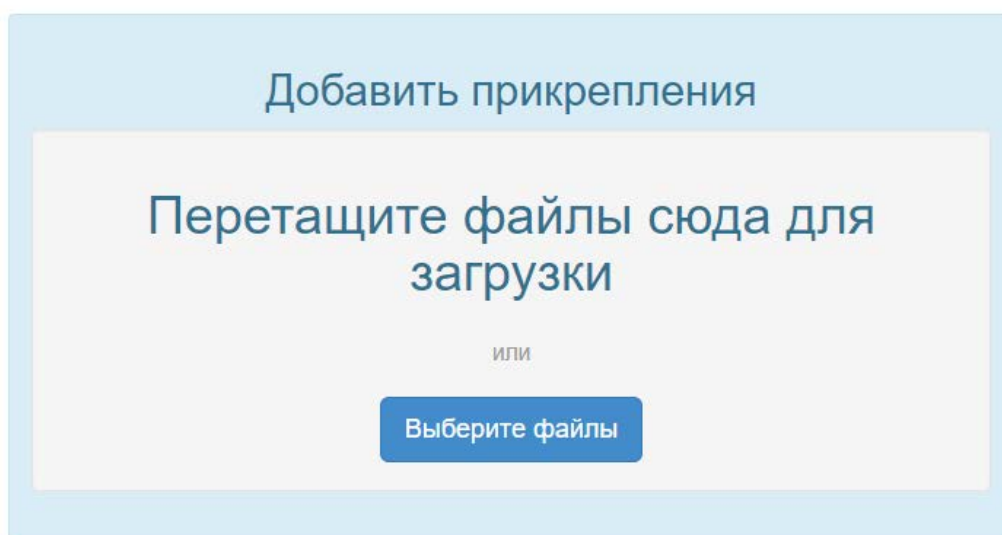 Добавить прикрепления
Перетащите файлы сюда для
загрузки
или
Выберите файлы